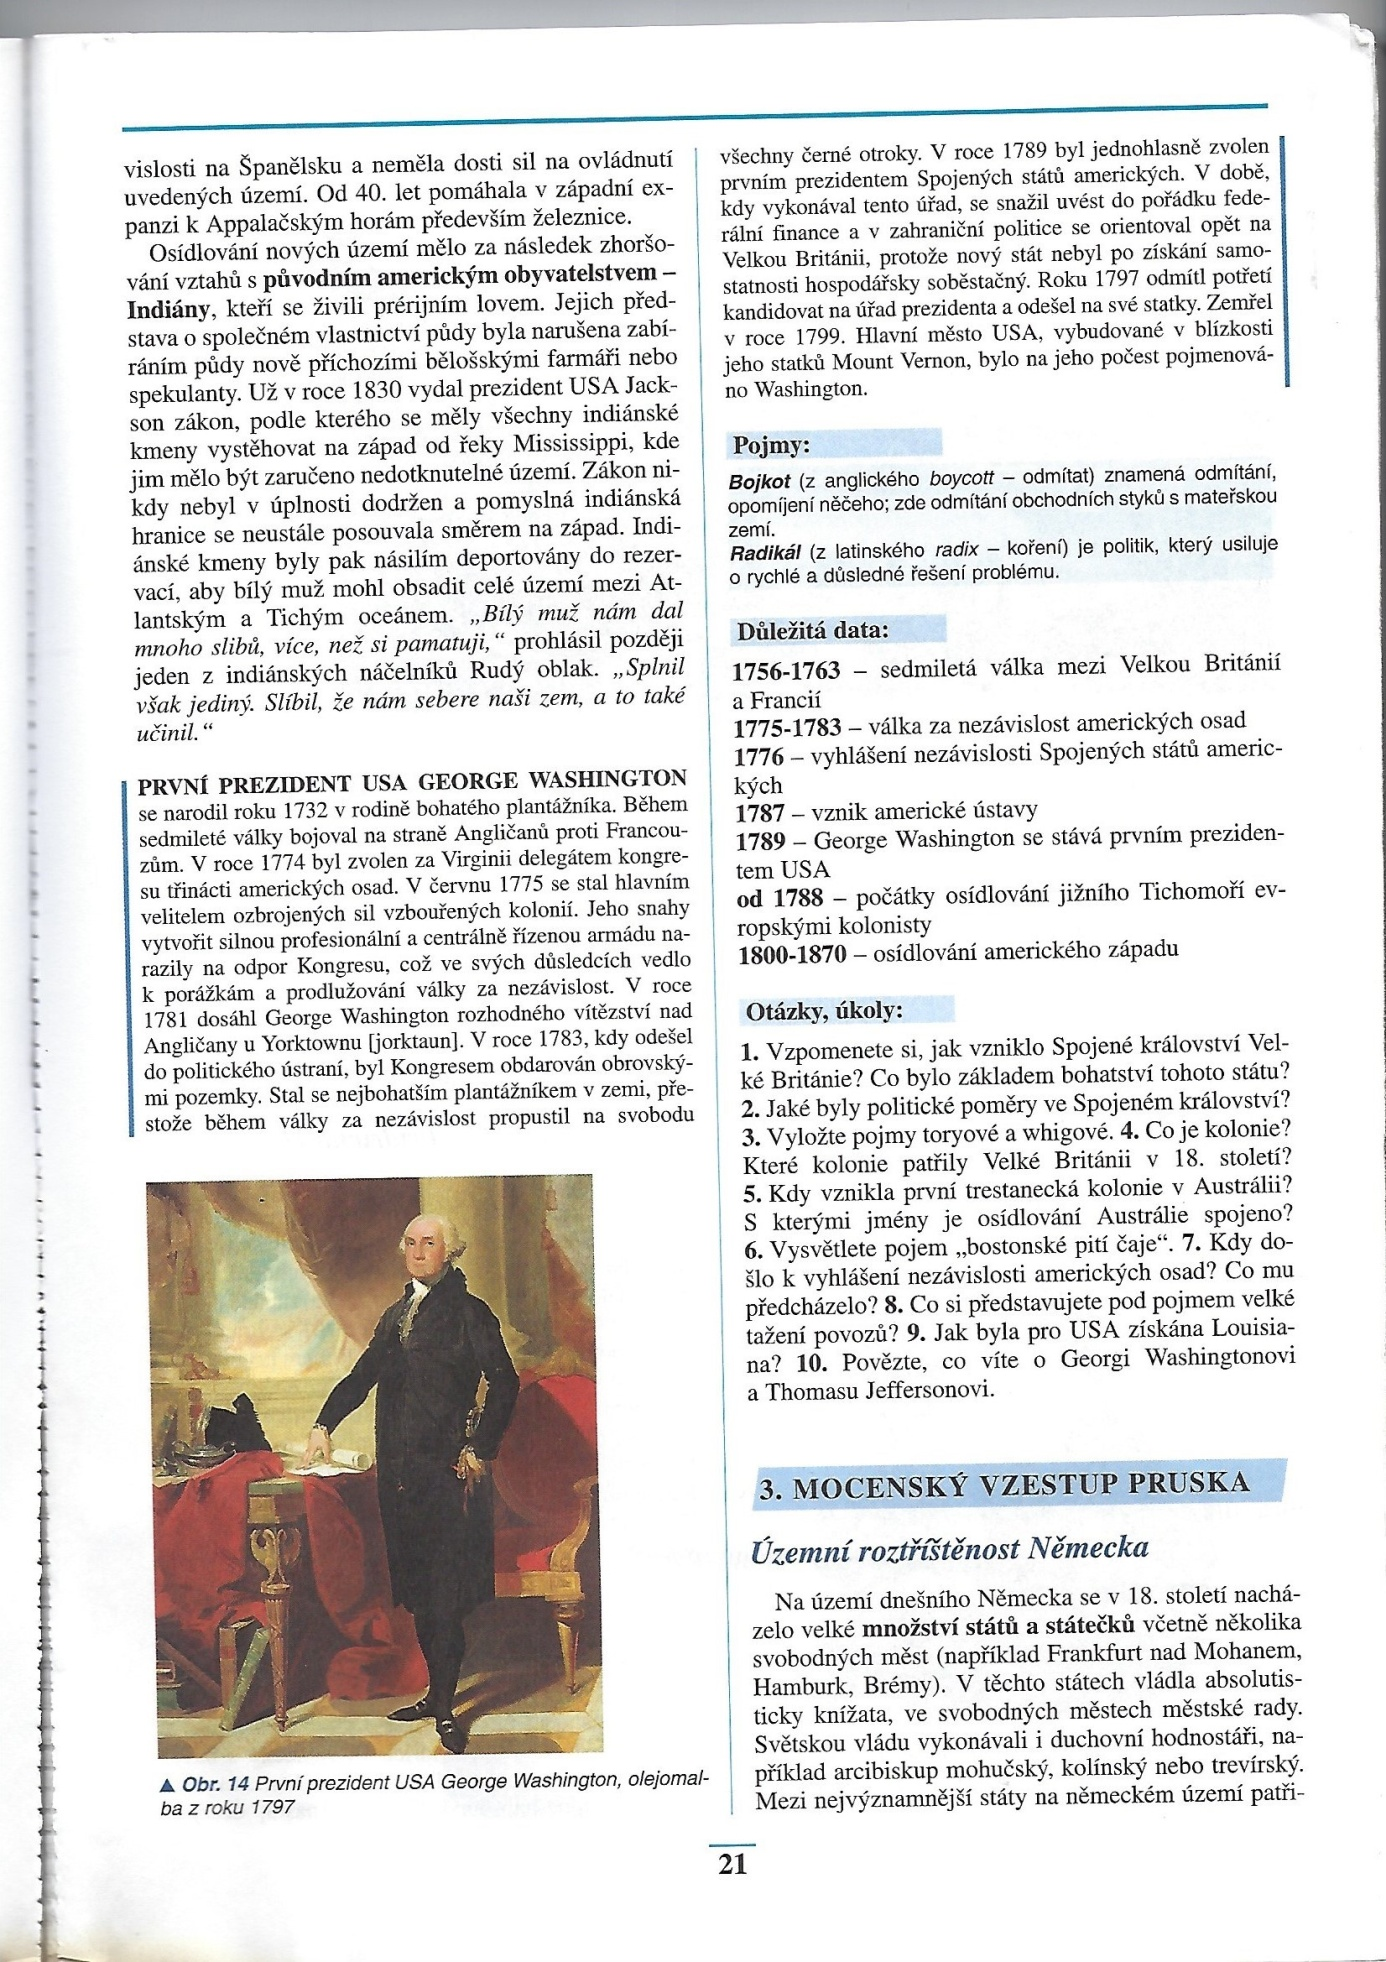 vislosti na Španělsku a neměla dosti sil na ovládnutí
uvedených území. Od 40. let pomáhala v západní ex-
panzi k Appalačským horám především železnice.
Osídlování nových území mělo za následek zhoršo-
vání vztahů s původním americkým obyvatelstvem –
Indiány, kteří se živili prérijním lovem. Jejich před-
stava o společném vlastnictví půdy byla narušena zabí-
ráním půdy nově příchozími bělošskými farmáři nebo
spekulanty. Už v roce 1830 vydal prezident USA Jack-
son zákon, podle kterého se měly všechny indiánské
kmeny vystěhovat na západ od řeky Mississippi, kde
jim mělo být zaručeno nedotknutelné území. Zákon ni-
kdy nebyl v úplnosti dodržen a pomyslná indiánská
hranice se neustále posouvala směrem na západ. Indi-
ánské kmeny byly pak násilím deportovány do rezer-
vací, aby bílý muž mohl obsadit celé území mezi At-
lantským a Tichým oceánem. „Bílý muž nám dal
mnoho slibů, více, než si pamatuji,“ prohlásil později
jeden z indiánských náčelníků Rudý oblak. „Splnil
však jediný. Slíbil, že nám sebere naši zem, a to také
učinil.“
PRVNÍ PREZIDENT USA GEORGE WASHINGTON
se narodil roku 1732 v rodině bohatého plantážníka. Během
sedmileté války bojoval na straně Angličanů proti Francou-
zům. V roce 1774 byl zvolen za Virginii delegátem kongre-
su třinácti amerických osad. V červnu 1775 se stal hlavním
velitelem ozbrojených sil vzbouřených kolonií. Jeho snahy
vytvořit silnou profesionální a centrálně řízenou armádu na-
razily na odpor Kongresu, což ve svých důsledcích vedlo
k porážkám a prodlužování války za nezávislost. V roce
1781 dosáhl George Washington rozhodného vítězství nad
Angličany u Yorktownu [jorktaun]. V roce 1783, kdy odešel
do politického ústraní, byl Kongresem obdarován obrovský-
mi pozemky. Stal se nejbohatším plantážníkem v zemi, pře-
stože během války za nezávislost propustil na svobodu
▲ Obr. 14 První prezident USA George Washington, olejomal-
ba z roku 1797
všechny černé otroky. V roce 1789 byl jednohlasně zvolen
prvním prezidentem Spojených států amerických. V době,
kdy vykonával tento úřad, se snažil uvést do pořádku fede-
rální finance a v zahraniční politice se orientoval opět na
Velkou Británii, protože nový stát nebyl po získání samo-
statnosti hospodářsky soběstačný. Roku 1797 odmítl potřetí
kandidovat na úřad prezidenta a odešel na své statky. Zemřel
v roce 1799. Hlavní město USA, vybudované v blízkosti
jeho statků Mount Vernon, bylo na jeho počest pojmenová-
no Washington.
Pojmy:
Bojkot (z anglického boycott – odmítat) znamená odmítání,
opomíjení něčeho; zde odmítání obchodních styků s mateřskou
zemí.
Radikál (z latinského radix – koření) je politik, který usiluje
o rychlé a důsledné řešení problému.
Důležitá data:
1756-1763 – sedmiletá válka mezi Velkou Británií
a Francií
1775-1783 – válka za nezávislost amerických osad
1776 – vyhlášení nezávislosti Spojených států americ-
kých
1787 – vznik americké ústavy
1789 – George Washington se stává prvním preziden-
tem USA
od 1788 – počátky osídlování jižního Tichomoří ev-
ropskými kolonisty
1800-1870 – osídlování amerického západu
Otázky, úkoly:
1. Vzpomenete si, jak vzniklo Spojené království Vel-
ké Británie? Co bylo základem bohatství tohoto státu?
2. Jaké byly politické poměry ve Spojeném království?
3. Vyložte pojmy toryové a whigové. 4. Co je kolonie?
Které kolonie patřily Velké Británii v 18. století?
5. Kdy vznikla první trestanecká kolonie v Austrálii?
S kterými jmény je osídlování Austrálie spojeno?
6. Vysvětlete pojem „bostonské pití čaje“. 7. Kdy do-
šlo k vyhlášení nezávislosti amerických osad? Co mu
předcházelo? 8. Co si představujete pod pojmem velké
tažení povozů? 9. Jak byla pro USA získána Louisia-
na? 10. Povězte, co víte o Georgi Washingtonovi
a Thomasu Jeffersonovi.
3. MOCENSKÝ VZESTUP PRUSKA
Územní roztříštěnost Německa
Na území dnešního Německa se v 18. století nachá-
zelo velké množství států a státečků včetně několika
svobodných měst (například Frankfurt nad Mohanem,
Hamburk, Brémy). V těchto státech vládla absolutis-
ticky knížata, ve svobodných městech městské rady.
Světskou vládu vykonávali i duchovní hodnostáři, na-
příklad arcibiskup mohučský, kolínský nebo trevírský.
Mezi nejvýznamnější státy na německém území patři-
21